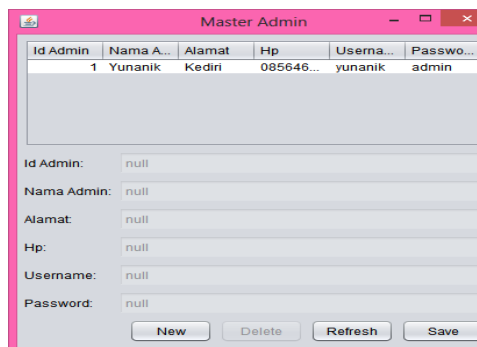 Master Admin
Id Admin Nama A... Alamat Hp Userna... Passwo...
1 Yunanik Kediri 085646... yunanik admin
Id Admin: null
Nama Admin: null
Alamat: null
Hp: null
Username: null
Password: null
New Delete Refresh Save